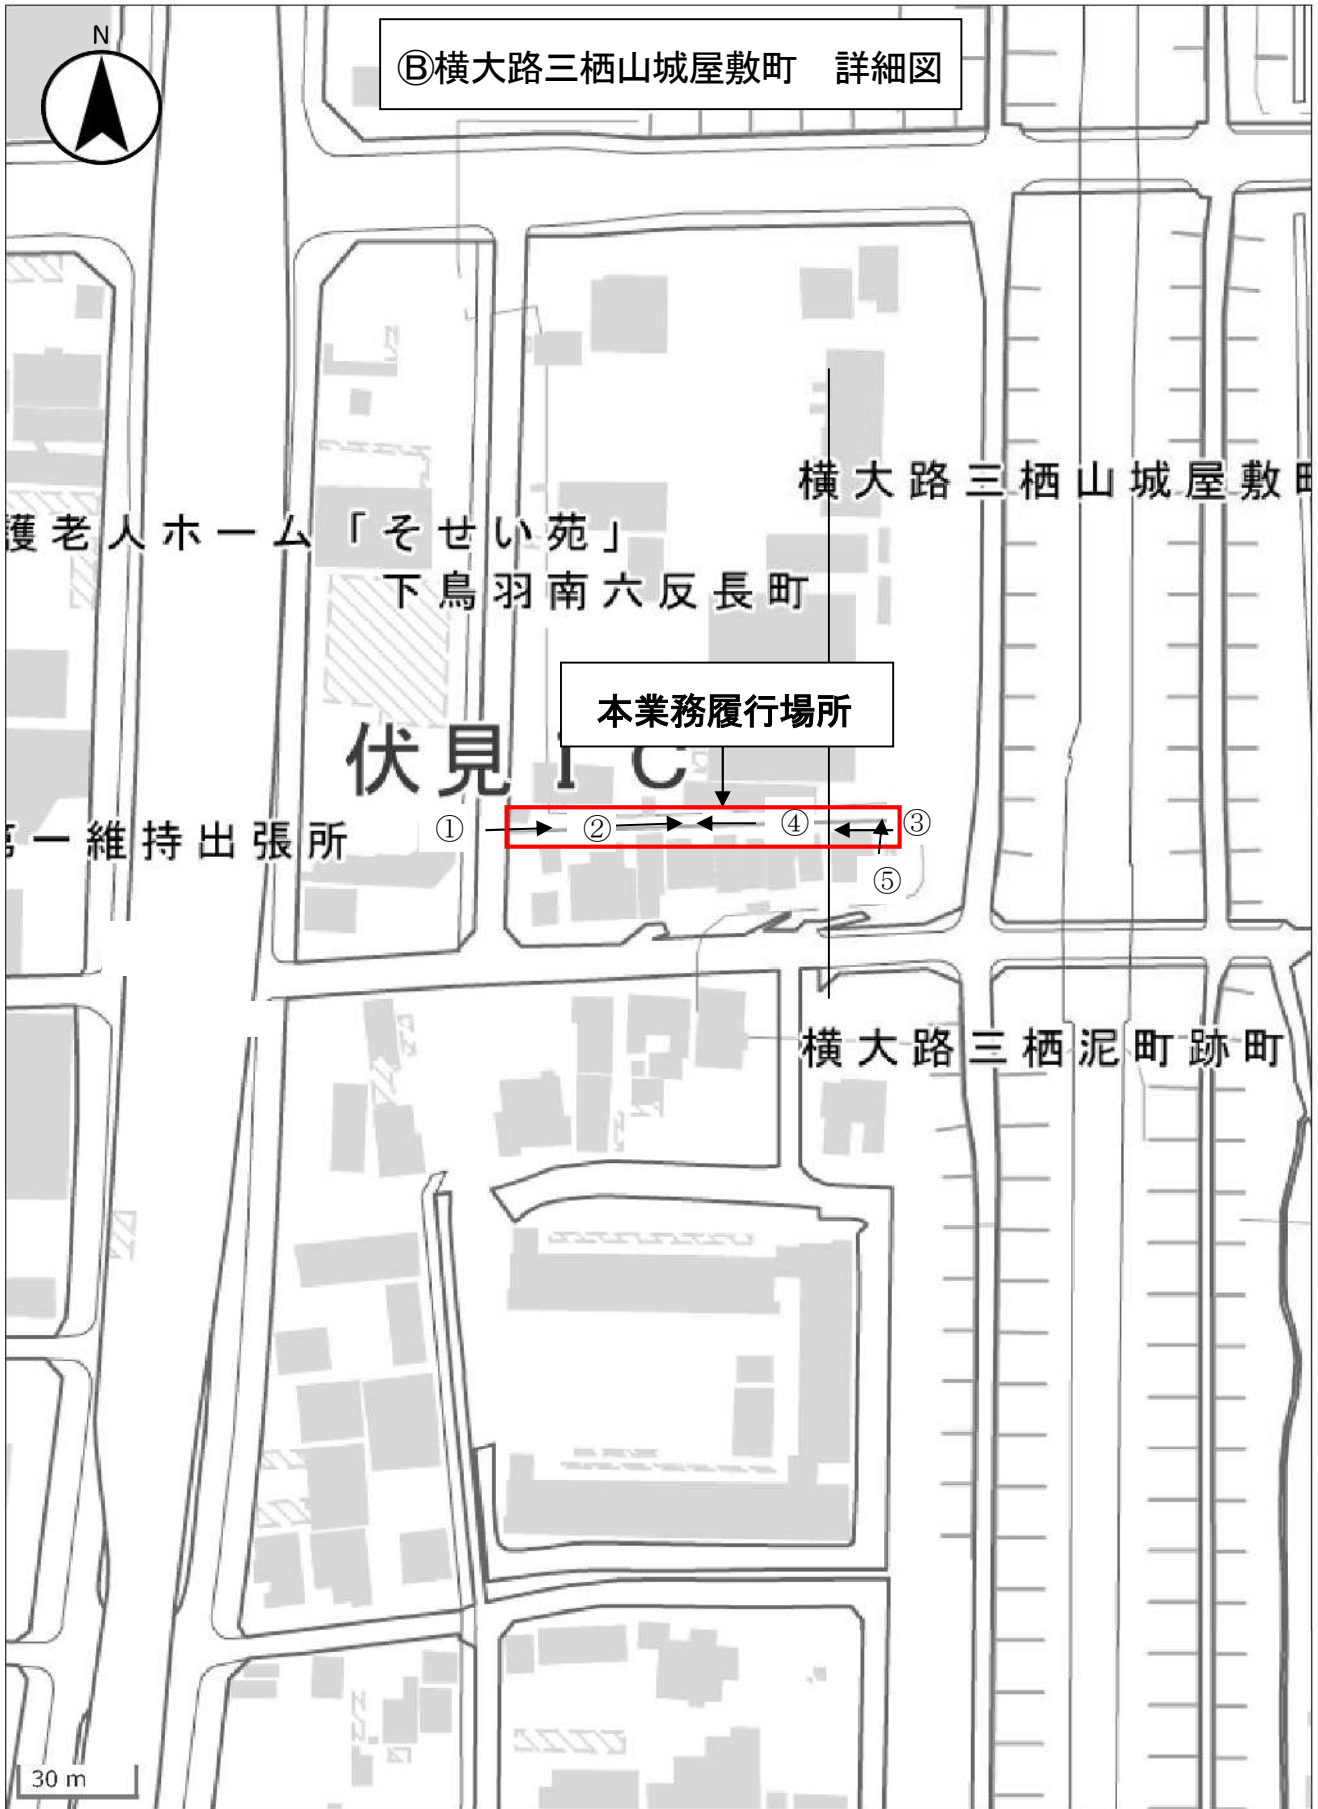 N
Ⓑ横大路三栖山城屋敷町 詳細図
横大路三栖山城屋敷町
護老人ホーム「そせい苑」
下鳥羽南六反長町
本業務履行場所
伏見IC
① ② ④ ③
第一維持出張所
⑤
横大路三栖泥町跡町
30 m